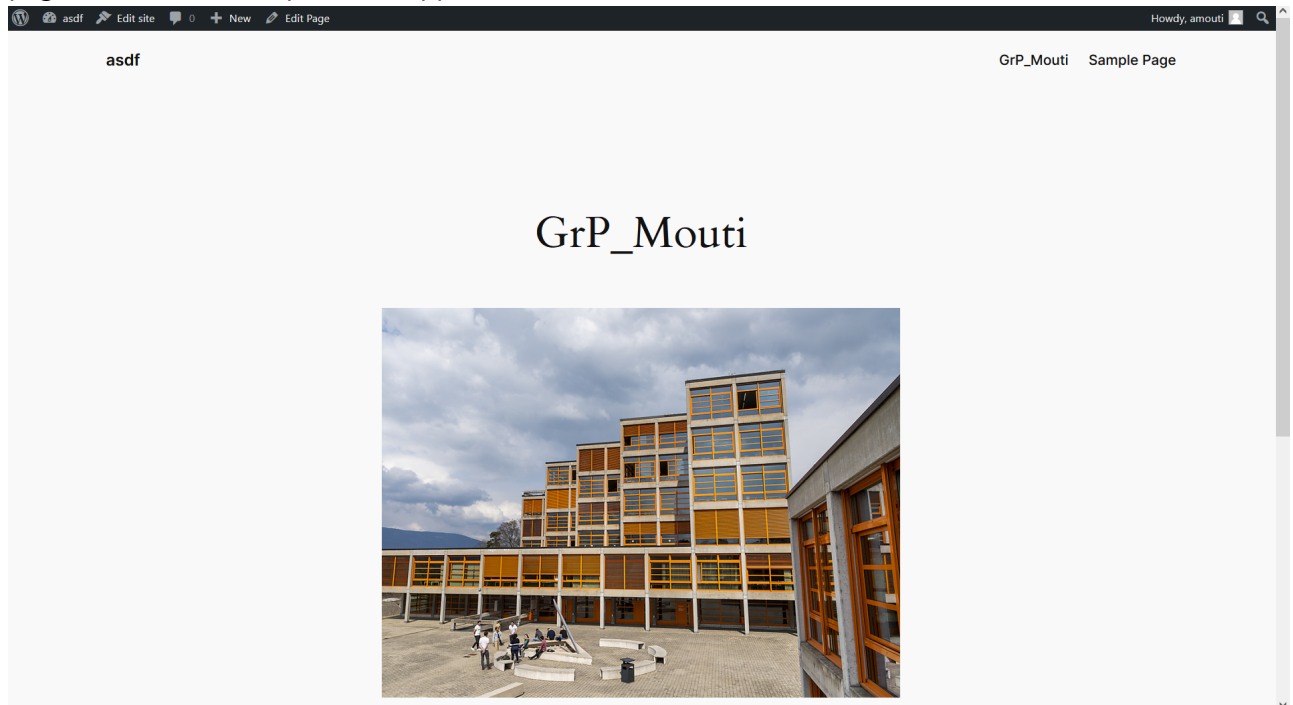 asdf Edit site 0 New Edit Page Howdy, amouti
asdf GrP_Mouti Sample Page
GrP_Mouti